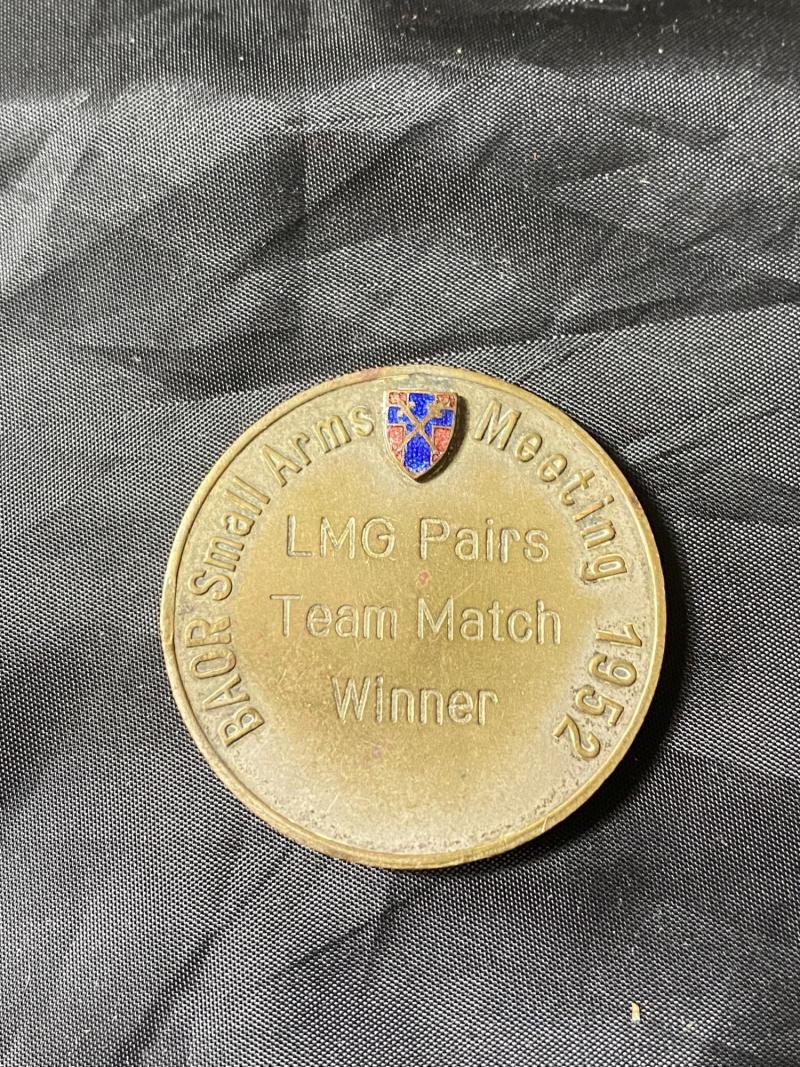 BAOR Small Arms Meeting 1952
LMG Pairs
Team Match
Winner